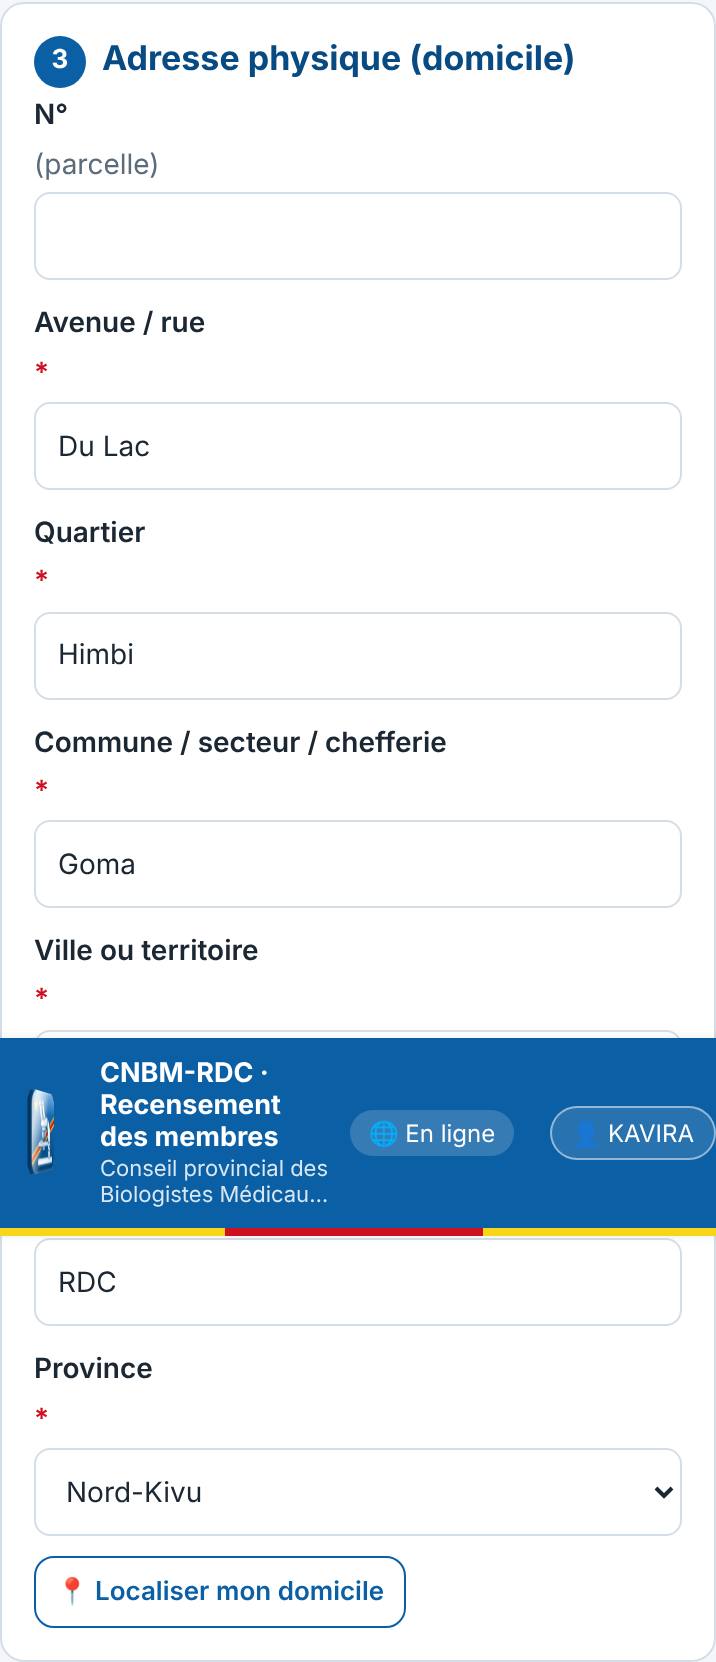 3 Adresse physique (domicile)
N°
(parcelle)
Avenue / rue
*
Du Lac
Quartier
*
Himbi
Commune / secteur / chefferie
*
Goma
Ville ou territoire
*
CNBM-RDC ·
Recensement
des membres
Conseil provincial des
Biologistes Médicau...
En ligne
KAVIRA
RDC
Province
*
Nord-Kivu
Localiser mon domicile